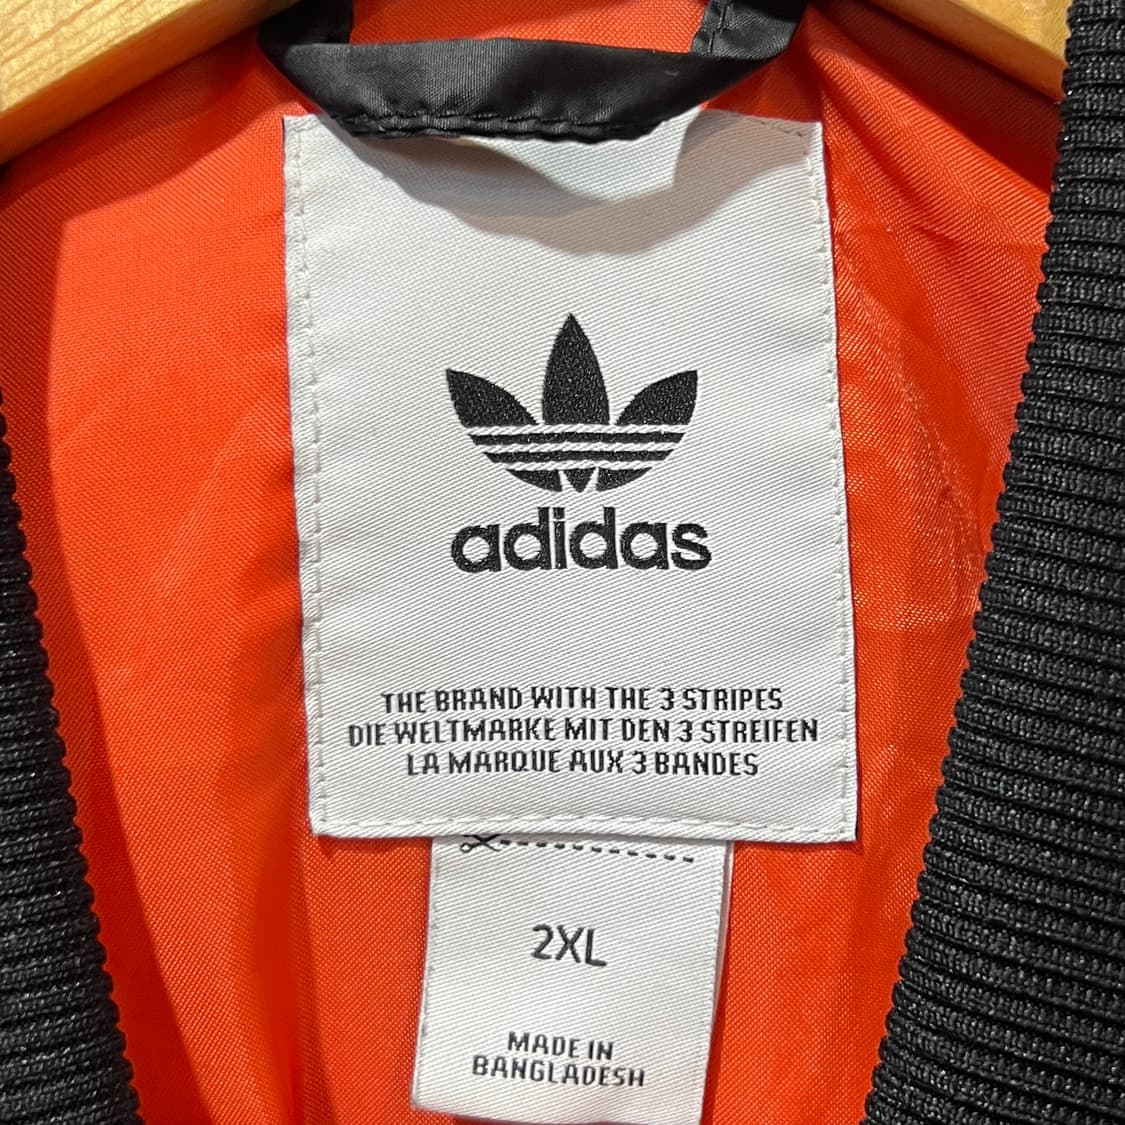 adidas
THE BRAND WITH THE 3 STRIPES
DIE WELTMARKE MIT DEN 3 STREIFEN
LA MARQUE AUX 3 BANDES
2XL
MADE IN
BANGLADESH